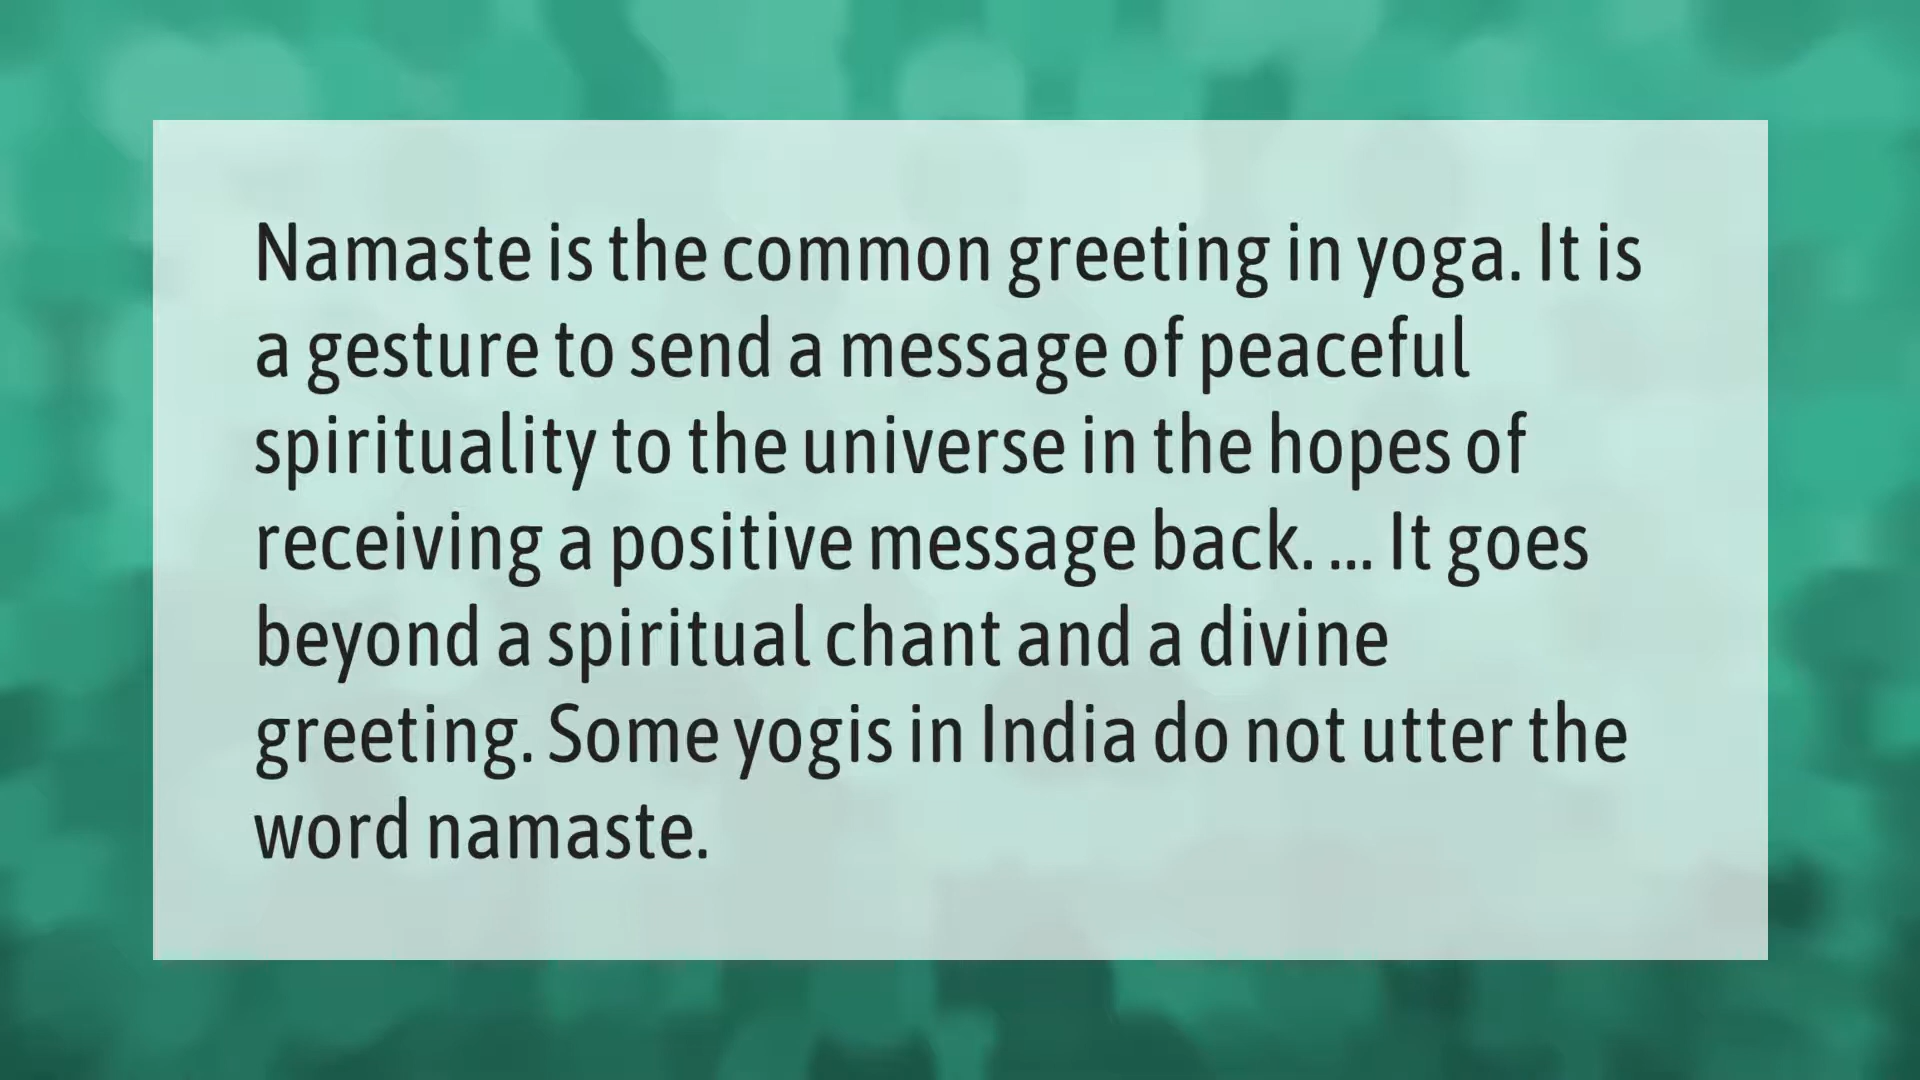 Namaste is the common greeting in yoga. It is
a gesture to send a message of peaceful
spirituality to the universe in the hopes of
receiving a positive message back. ... It goes
beyond a spiritual chant and a divine
greeting. Some yogis in India do not utter the
word namaste.